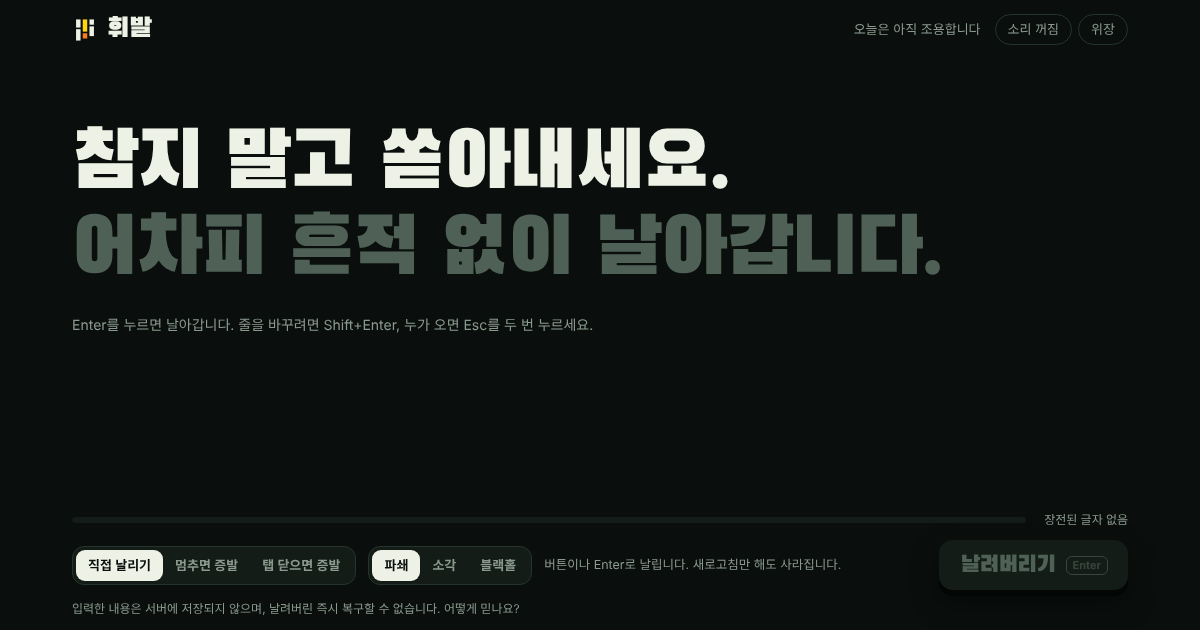 휘발
오늘은 아직 조용합니다 소리 꺼짐 위장
참지 말고 쏟아내세요.
어차피 흔적 없이 날아갑니다.
Enter를 누르면 날아갑니다. 줄을 바꾸려면 Shift+Enter, 누가 오면 Esc를 두 번 누르세요.
장전된 글자 없음
직접 날리기 멈추면 증발 탭 닫으면 증발 파쇄 소각 블랙홀 버튼이나 Enter로 날립니다. 새로고침만 해도 사라집니다. 날려버리기 Enter
입력한 내용은 서버에 저장되지 않으며, 날려버린 즉시 복구할 수 없습니다. 어떻게 믿나요?